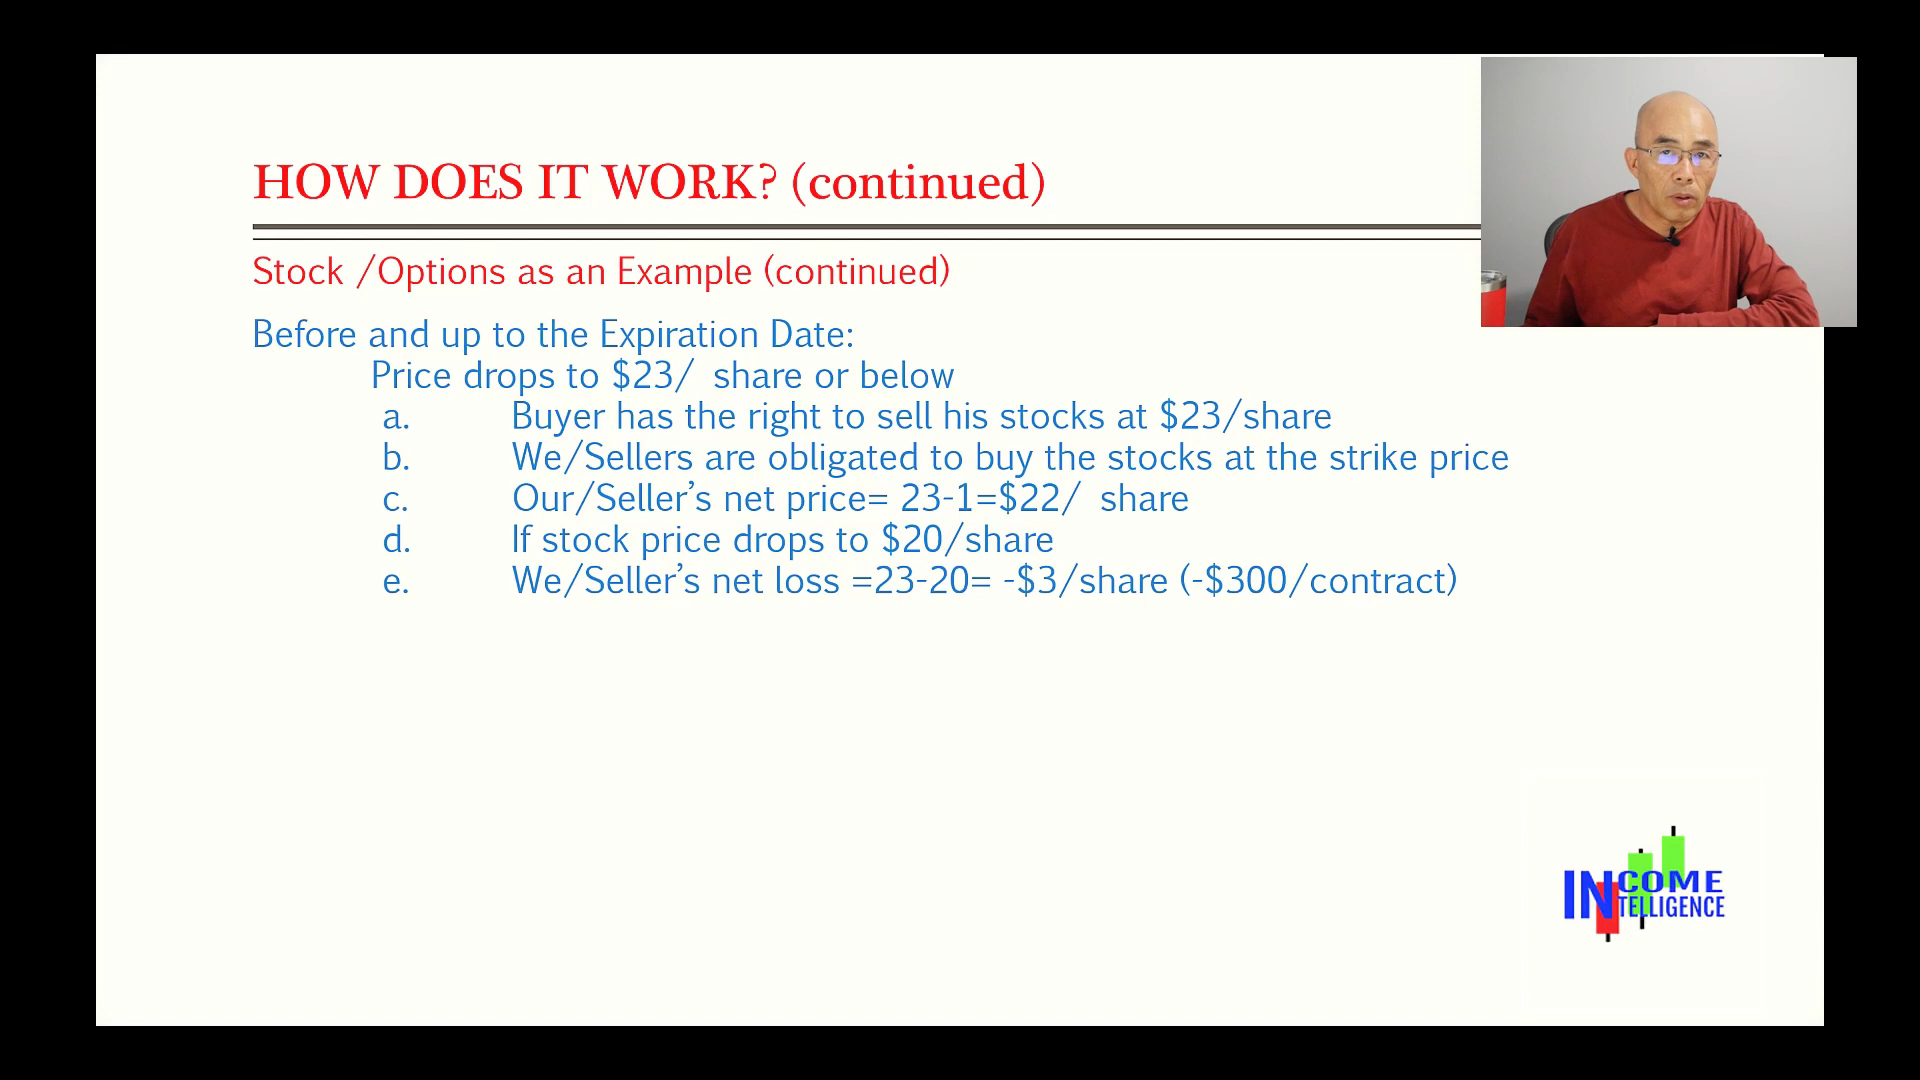 HOW DOES IT WORK? (continued)
Stock /Options as an Example (continued)
Before and up to the Expiration Date:
Price drops to $23/ share or below
a. Buyer has the right to sell his stocks at $23/share
b. We/Sellers are obligated to buy the stocks at the strike price
c. Our/Seller’s net price= 23-1=$22/ share
d. If stock price drops to $20/share
e. We/Seller’s net loss =23-20= -$3/share (-$300/contract)
INCOME
TELLIGENCE